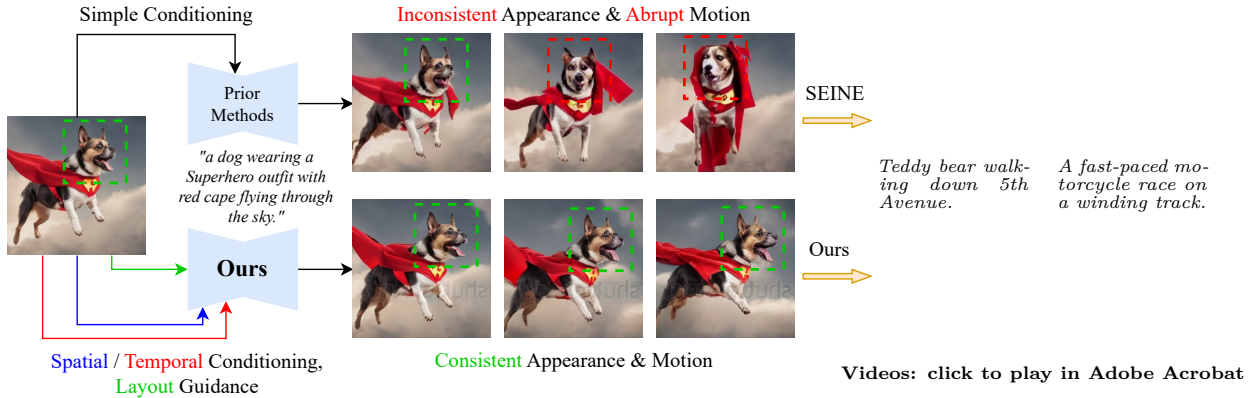 Simple Conditioning
Inconsistent Appearance & Abrupt Motion
Prior
Methods
"a dog wearing a
Superhero outfit with
red cape flying through
the sky."
Ours
Spatial / Temporal Conditioning,
Layout Guidance
Consistent Appearance & Motion
SEINE
Ours
Teddy bear walk-
ing down 5th
Avenue.
A fast-paced mo-
torcycle race on
a winding track.
Videos: click to play in Adobe Acrobat